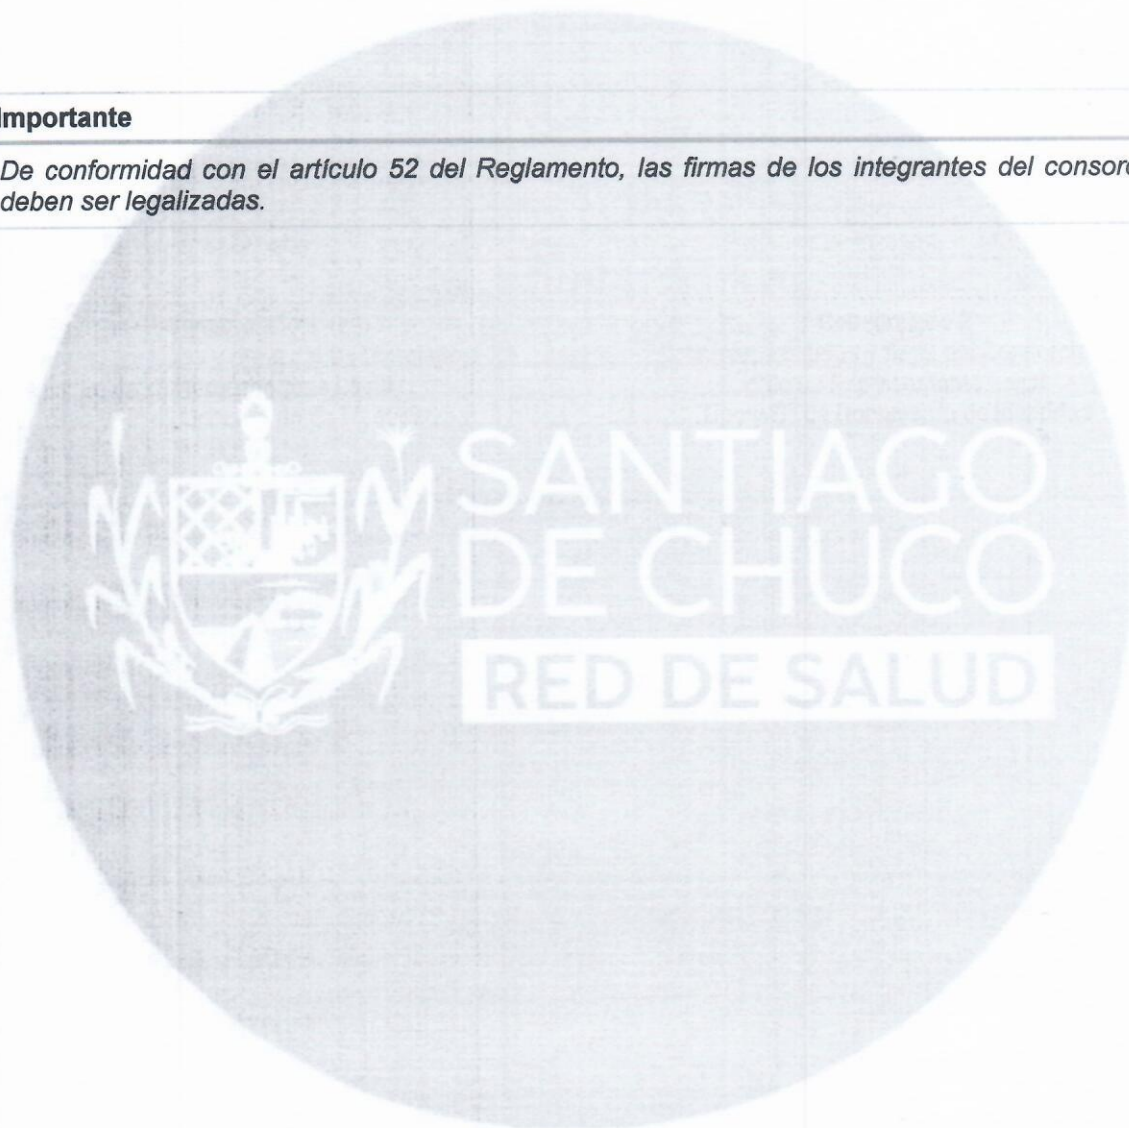 Importante
De conformidad con el artículo 52 del Reglamento, las firmas de los integrantes del consorc
deben ser legalizadas.
SANTIAGO
DE CHUCO
RED DE SALUD